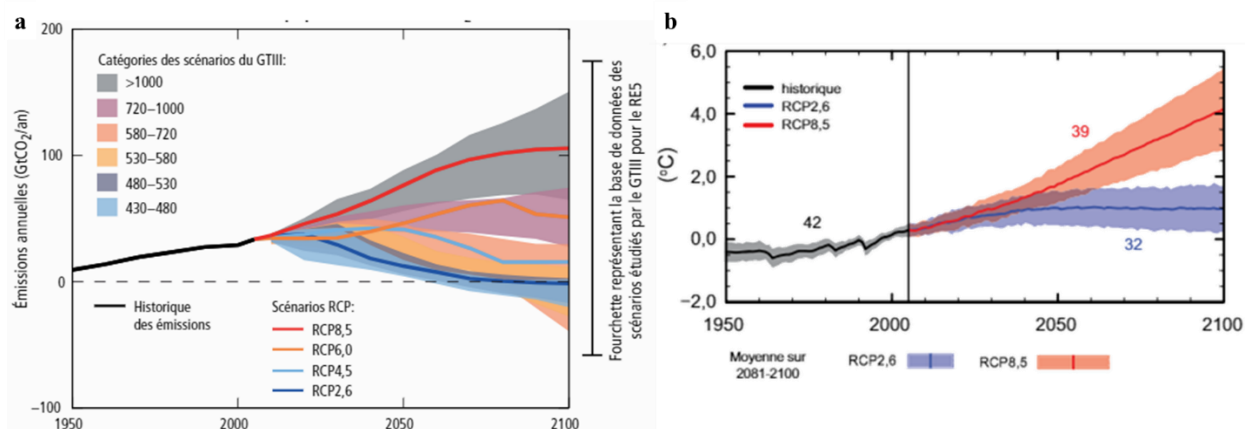 a
200
100
0
−100
Émissions annuelles (GtCO₂/an)
Catégories des scénarios du GTIII:
>1000
720–1000
580–720
530–580
480–530
430–480
Historique
des émissions
Scénarios RCP:
RCP8,5
RCP6,0
RCP4,5
RCP2,6
1950
2000
2050
2100
Fourchette représentant la base de données des
scénarios étudiés par le GTIII pour le RE5
b
6,0
4,0
2,0
0,0
−2,0
(°C)
historique
RCP2,6
RCP8,5
42
39
32
1950
2000
2050
2100
Moyenne sur
2081-2100
RCP2,6
RCP8,5